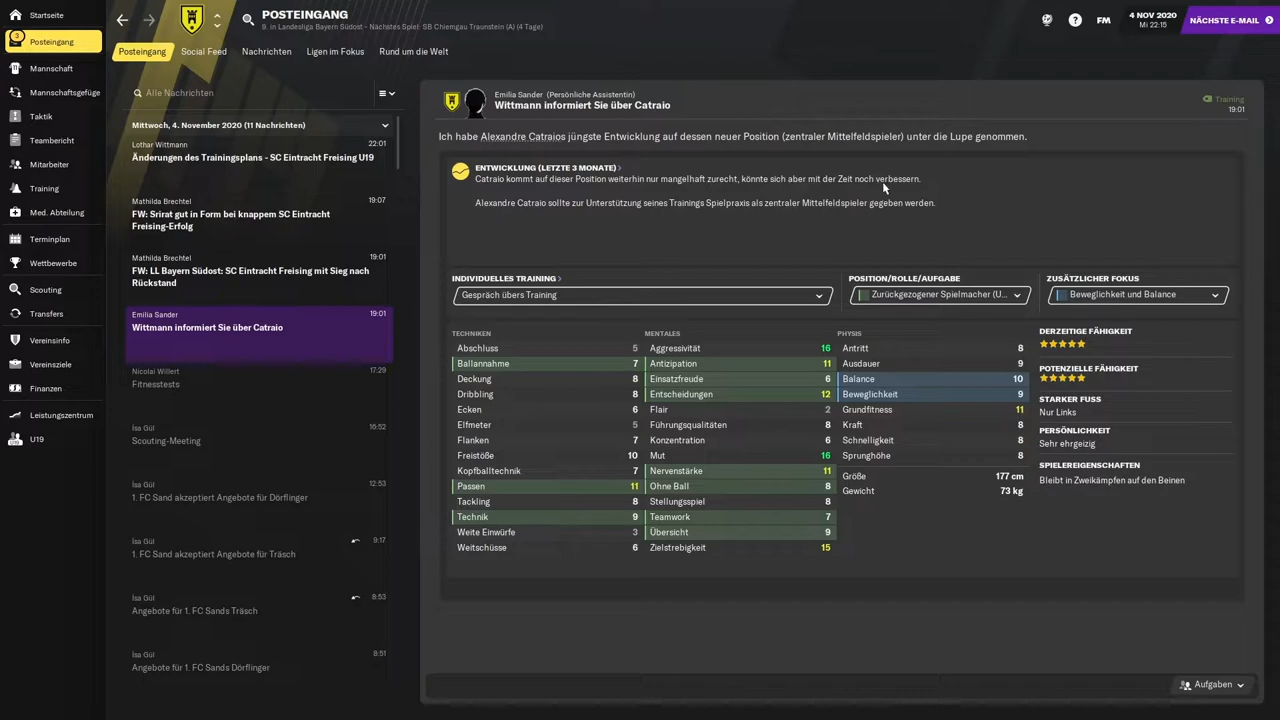 Startseite
3
Posteingang
Mannschaft
Mannschaftsgefüge
Taktik
Teambericht
Mitarbeiter
Training
Med. Abteilung
Terminplan
Wettbewerbe
Scouting
Transfers
Vereinsinfo
Vereinsziele
Finanzen
Leistungszentrum
U19
POSTEINGANG
9. in Landesliga Bayern Südost - Nächstes Spiel: SB Chiemgau Traunstein (A) (4 Tage)
FM
4 NOV 2020
Mi 22:15
NÄCHSTE E-MAIL
Posteingang
Social Feed
Nachrichten
Ligen im Fokus
Rund um die Welt
Alle Nachrichten
Mittwoch, 4. November 2020 (11 Nachrichten)
Lothar Wittmann 22:01
Änderungen des Trainingsplans - SC Eintracht Freising U19
Mathilda Brechtel 19:07
FW: Srirat gut in Form bei knappem SC Eintracht
Freising-Erfolg
Mathilda Brechtel 19:01
FW: LL Bayern Südost: SC Eintracht Freising mit Sieg nach
Rückstand
Emilia Sander 19:01
Wittmann informiert Sie über Catraio
Nicolai Willert 17:29
Fitnesstests
İsa Gül 16:52
Scouting-Meeting
İsa Gül 12:53
1. FC Sand akzeptiert Angebote für Dörflinger
İsa Gül 9:17
1. FC Sand akzeptiert Angebote für Träsch
İsa Gül 8:53
Angebote für 1. FC Sands Träsch
İsa Gül 8:51
Angebote für 1. FC Sands Dörflinger
Emilia Sander (Persönliche Assistentin)
Wittmann informiert Sie über Catraio
Training
19:01
Ich habe Alexandre Catraios jüngste Entwicklung auf dessen neuer Position (zentraler Mittelfeldspieler) unter die Lupe genommen.
ENTWICKLUNG (LETZTE 3 MONATE)
Catraio kommt auf dieser Position weiterhin nur mangelhaft zurecht, könnte sich aber mit der Zeit noch verbessern.
Alexandre Catraio sollte zur Unterstützung seines Trainings Spielpraxis als zentraler Mittelfeldspieler gegeben werden.
INDIVIDUELLES TRAINING
Gespräch übers Training
POSITION/ROLLE/AUFGABE
Zurückgezogener Spielmacher (U...
ZUSÄTZLICHER FOKUS
Beweglichkeit und Balance
TECHNIKEN
Abschluss 5
Ballannahme 7
Deckung 8
Dribbling 8
Ecken 6
Elfmeter 5
Flanken 7
Freistöße 10
Kopfballtechnik 7
Passen 11
Tackling 8
Technik 9
Weite Einwürfe 3
Weitschüsse 6
MENTALES
Aggressivität 16
Antizipation 11
Einsatzfreude 6
Entscheidungen 12
Flair 2
Führungsqualitäten 8
Konzentration 6
Mut 16
Nervenstärke 11
Ohne Ball 8
Stellungsspiel 8
Teamwork 7
Übersicht 9
Zielstrebigkeit 15
PHYSIS
Antritt 8
Ausdauer 9
Balance 10
Beweglichkeit 9
Grundfitness 11
Kraft 8
Schnelligkeit 8
Sprunghöhe 8
Größe 177 cm
Gewicht 73 kg
DERZEITIGE FÄHIGKEIT
POTENZIELLE FÄHIGKEIT
STARKER FUSS
Nur Links
PERSÖNLICHKEIT
Sehr ehrgeizig
SPIELEREIGENSCHAFTEN
Bleibt in Zweikämpfen auf den Beinen
Aufgaben